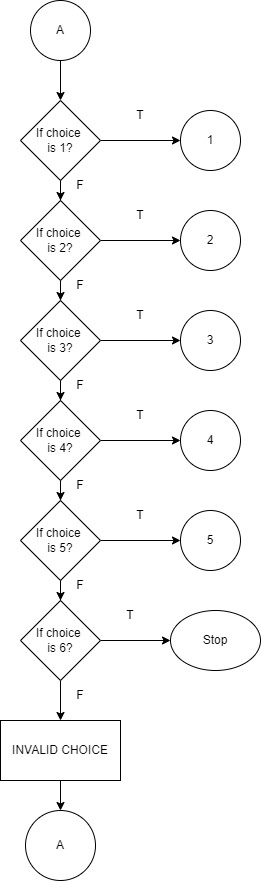 A
If choice
is 1?
T
1
F
If choice
is 2?
T
2
F
If choice
is 3?
T
3
F
If choice
is 4?
T
4
F
If choice
is 5?
T
5
F
If choice
is 6?
T
Stop
F
INVALID CHOICE
A